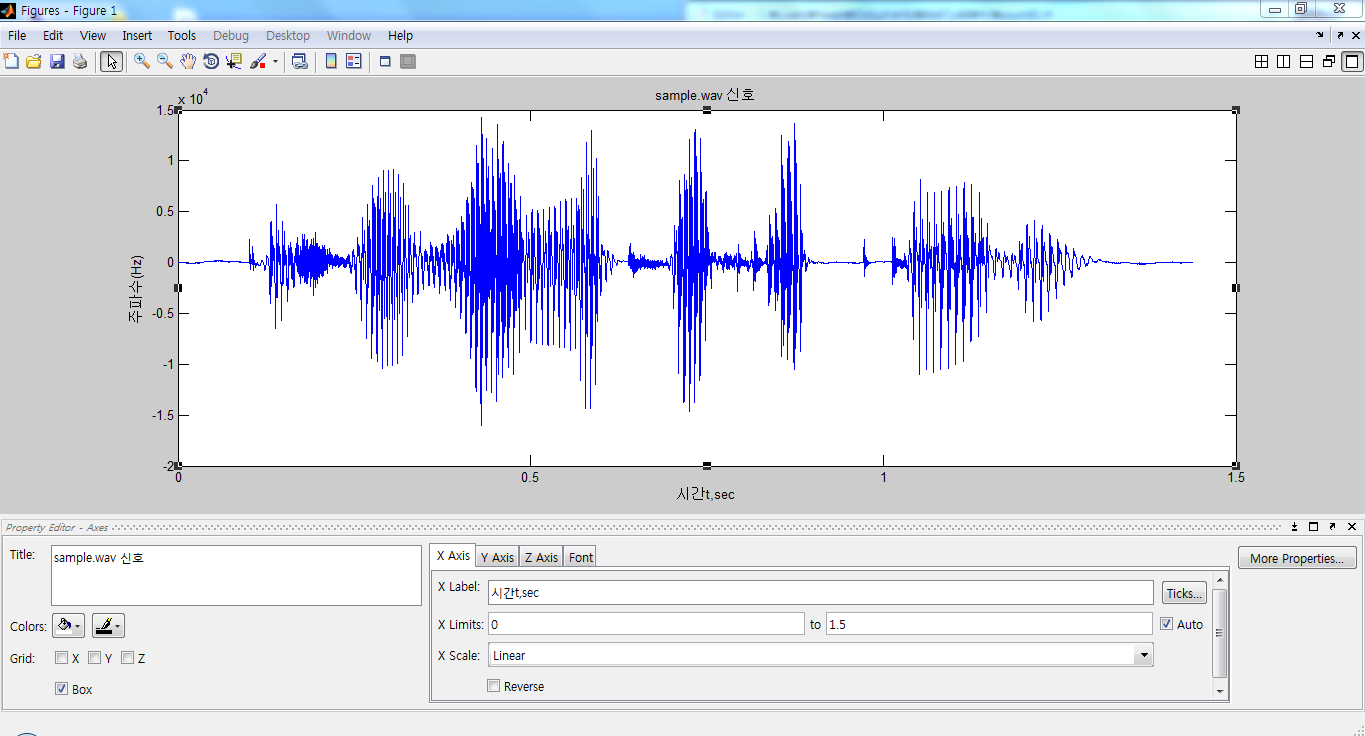 Figures - Figure 1
File Edit View Insert Tools Debug Desktop Window Help
x 10^4
sample.wav 신호
1.5
1
0.5
0
-0.5
-1
-1.5
-2
주파수(Hz)
0 0.5 1 1.5
시간t,sec
Property Editor - Axes
Title: sample.wav 신호
Colors:
Grid: X Y Z
Box
X Axis Y Axis Z Axis Font
X Label: 시간t,sec Ticks...
X Limits: 0 to 1.5 Auto
X Scale: Linear
Reverse
More Properties...